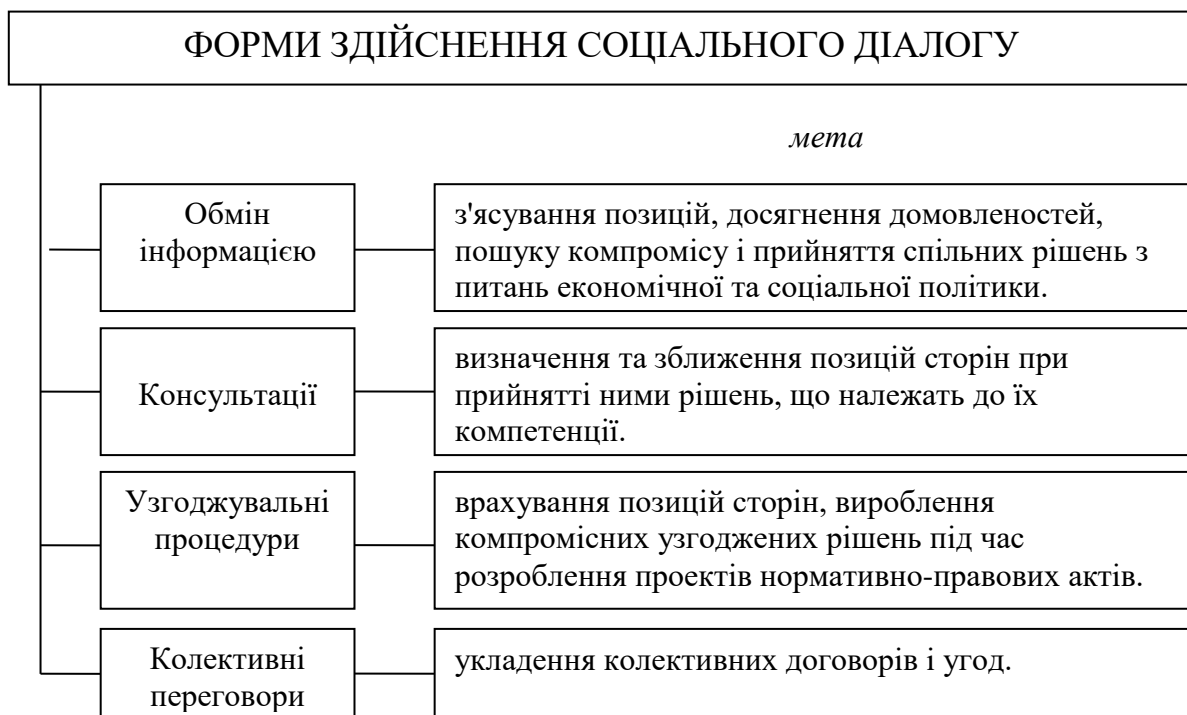 ФОРМИ ЗДІЙСНЕННЯ СОЦІАЛЬНОГО ДІАЛОГУ
мета
Обмін
інформацією
з'ясування позицій, досягнення домовленостей,
пошуку компромісу і прийняття спільних рішень з
питань економічної та соціальної політики.
Консультації
визначення та зближення позицій сторін при
прийнятті ними рішень, що належать до їх
компетенції.
Узгоджувальні
процедури
врахування позицій сторін, вироблення
компромісних узгоджених рішень під час
розроблення проектів нормативно-правових актів.
Колективні
переговори
укладення колективних договорів і угод.